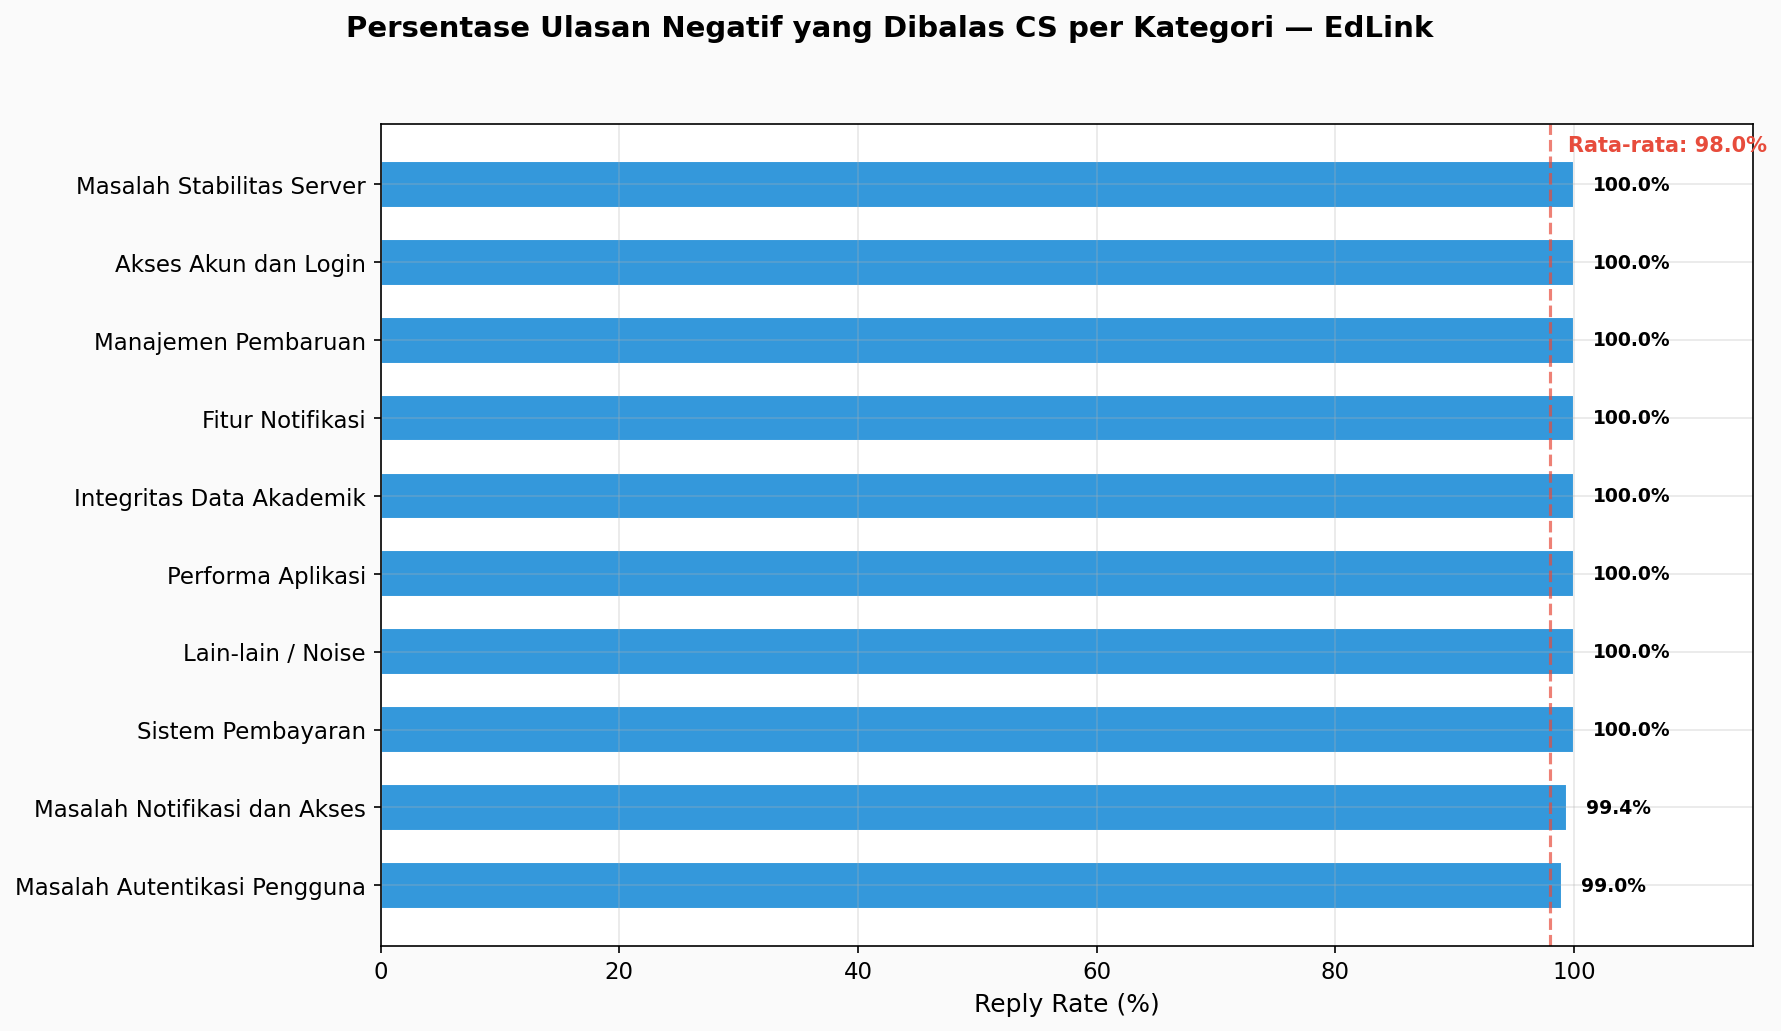 Persentase Ulasan Negatif yang Dibalas CS per Kategori — EdLink
Rata-rata: 98.0%
Masalah Stabilitas Server 100.0%
Akses Akun dan Login 100.0%
Manajemen Pembaruan 100.0%
Fitur Notifikasi 100.0%
Integritas Data Akademik 100.0%
Performa Aplikasi 100.0%
Lain-lain / Noise 100.0%
Sistem Pembayaran 100.0%
Masalah Notifikasi dan Akses 99.4%
Masalah Autentikasi Pengguna 99.0%
0 20 40 60 80 100
Reply Rate (%)